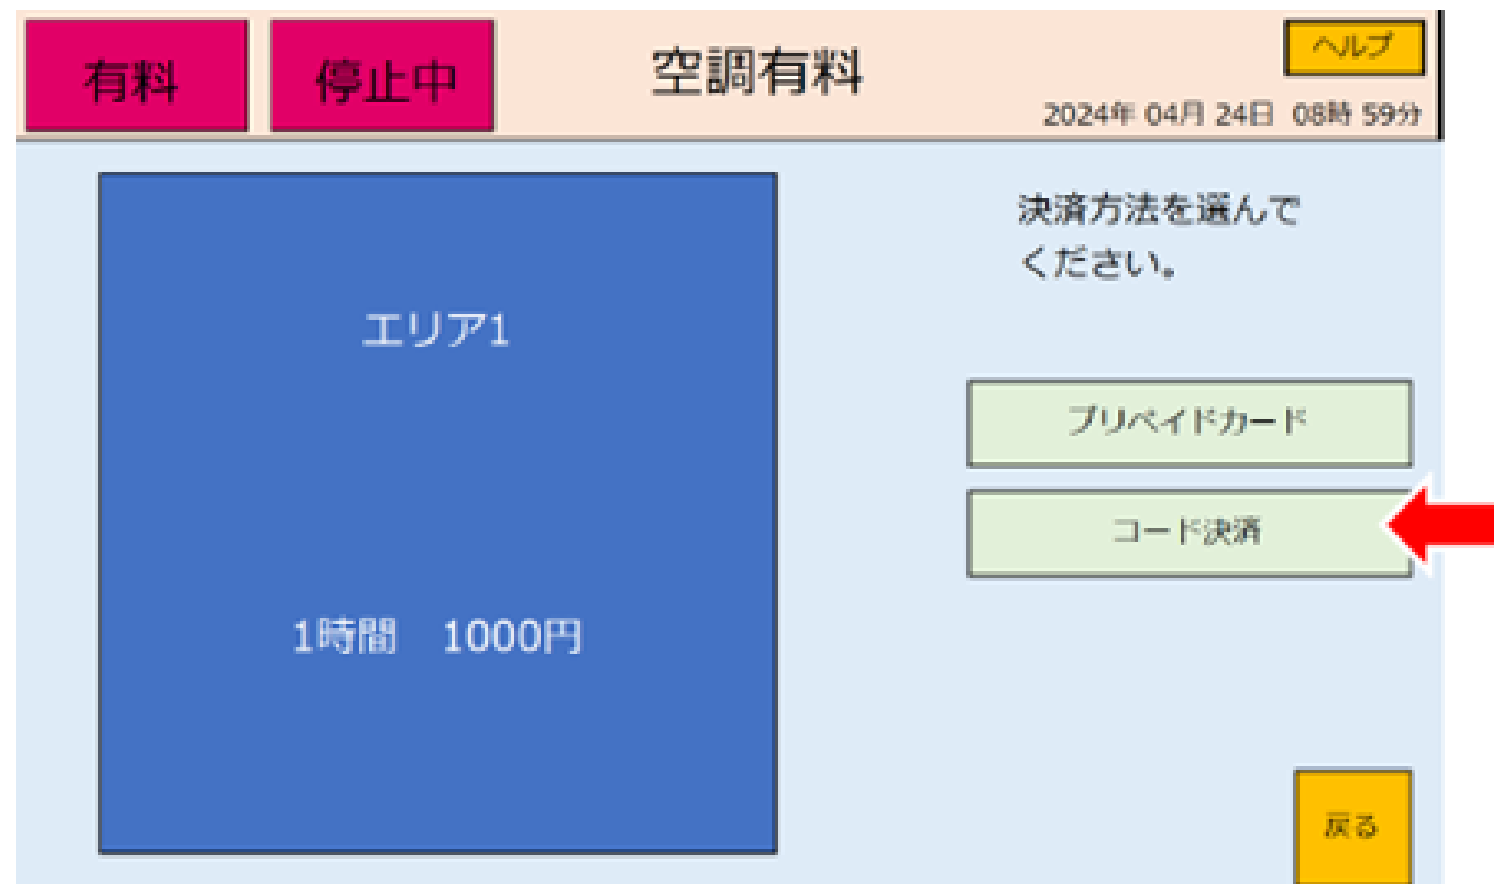 有料
停止中
空調有料
ヘルプ
2024年 04月 24日 08時 59分
エリア1
1時間 1000円
決済方法を選んで
ください。
プリペイドカード
コード決済
戻る